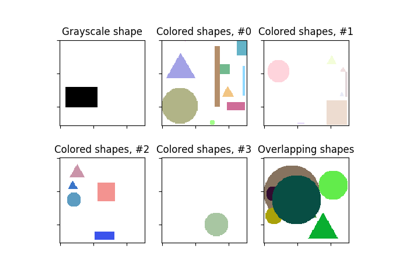 Grayscale shape
Colored shapes, #0
Colored shapes, #1
Colored shapes, #2
Colored shapes, #3
Overlapping shapes